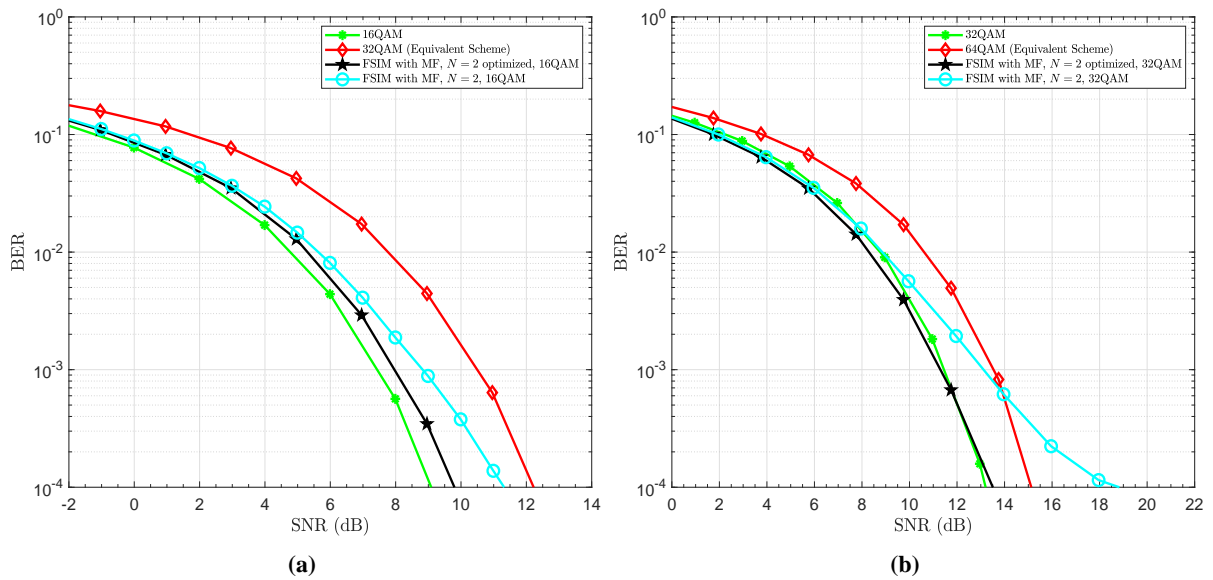 10^0
10^-1
10^-2
10^-3
10^-4
BER
-2 0 2 4 6 8 10 12 14
SNR (dB)
16QAM
32QAM (Equivalent Scheme)
FSIM with MF, N = 2 optimized, 16QAM
FSIM with MF, N = 2, 16QAM
(a)
10^0
10^-1
10^-2
10^-3
10^-4
BER
0 2 4 6 8 10 12 14 16 18 20 22
SNR (dB)
32QAM
64QAM (Equivalent Scheme)
FSIM with MF, N = 2 optimized, 32QAM
FSIM with MF, N = 2, 32QAM
(b)